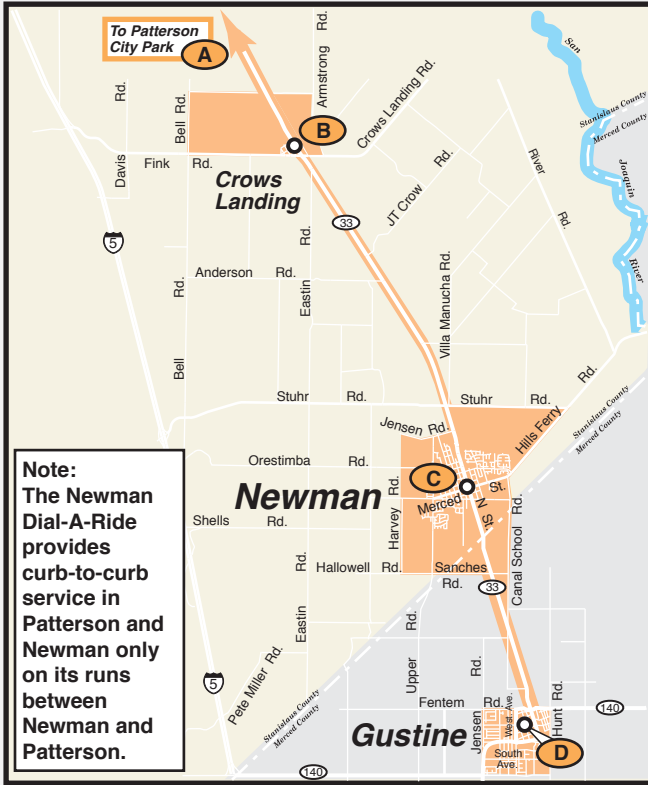 To Patterson
City Park
A
Rd.
Armstrong
Crows Landing Rd.
San
Stanislaus County
Merced County
Joaquin
River
Rd.
Davis
Bell Rd.
B
Fink Rd.
Crows
Landing
JT Crow Rd.
River Rd.
33
5
Rd.
Eastin
Anderson Rd.
Villa Manucha Rd.
Rd.
Bell
Stuhr Rd.
Stuhr Rd.
Hills Ferry Rd.
Stanislaus County
Merced County
Jensen Rd.
Orestimba Rd.
Newman
C
Merced St.
N St.
Harvey Rd.
Canal School Rd.
Shells Rd.
Hallowell Rd.
Sanches
Rd.
33
Note:
The Newman
Dial-A-Ride
provides
curb-to-curb
service in
Patterson and
Newman only
on its runs
between
Newman and
Patterson.
Eastin Rd.
Pete Miller Rd.
5
Stanislaus County
Merced County
Upper Rd.
Jensen Rd.
Fentem Rd.
West Ave.
Hunt Rd.
140
Gustine
South
Ave.
D
140